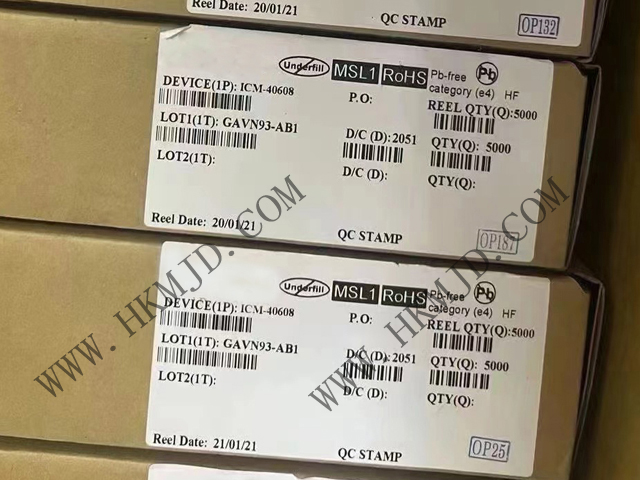 Reel Date: 20/01/21
QC STAMP
OP132
Underfill MSL1 RoHS Pb-free category (e4) Pb HF
DEVICE(1P): ICM-40608
P.O:
REEL QTY(Q):5000
LOT1(1T): GAVN93-AB1
D/C (D):2051
QTY(Q): 5000
LOT2(1T):
D/C (D):
QTY(Q):
Reel Date: 20/01/21
QC STAMP
OP187
Underfill MSL1 RoHS Pb-free category (e4) Pb HF
DEVICE(1P): ICM-40608
P.O:
REEL QTY(Q):5000
LOT1(1T): GAVN93-AB1
D/C (D):2051
QTY(Q): 5000
LOT2(1T):
D/C (D):
QTY(Q):
Reel Date: 21/01/21
QC STAMP
OP25
WWW.HKMJD.COM
WWW.HKMJD.COM